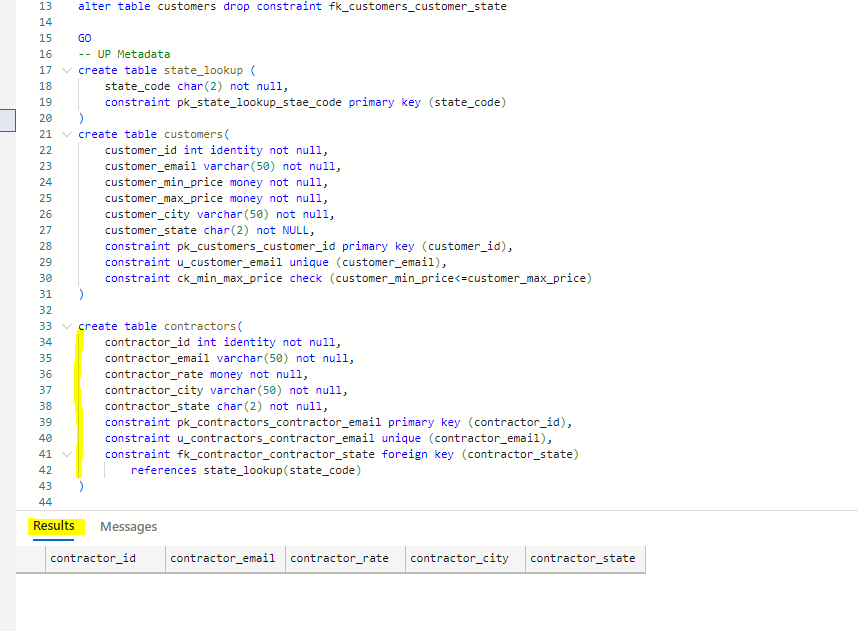 13 alter table customers drop constraint fk_customers_customer_state
14
15 GO
16 -- UP Metadata
17 create table state_lookup (
18 state_code char(2) not null,
19 constraint pk_state_lookup_stae_code primary key (state_code)
20 )
21 create table customers(
22 customer_id int identity not null,
23 customer_email varchar(50) not null,
24 customer_min_price money not null,
25 customer_max_price money not null,
26 customer_city varchar(50) not null,
27 customer_state char(2) not NULL,
28 constraint pk_customers_customer_id primary key (customer_id),
29 constraint u_customer_email unique (customer_email),
30 constraint ck_min_max_price check (customer_min_price<=customer_max_price)
31 )
32
33 create table contractors(
34 contractor_id int identity not null,
35 contractor_email varchar(50) not null,
36 contractor_rate money not null,
37 contractor_city varchar(50) not null,
38 contractor_state char(2) not null,
39 constraint pk_contractors_contractor_email primary key (contractor_id),
40 constraint u_contractors_contractor_email unique (contractor_email),
41 constraint fk_contractor_contractor_state foreign key (contractor_state)
42 references state_lookup(state_code)
43 )
44
Results Messages
contractor_id contractor_email contractor_rate contractor_city contractor_state